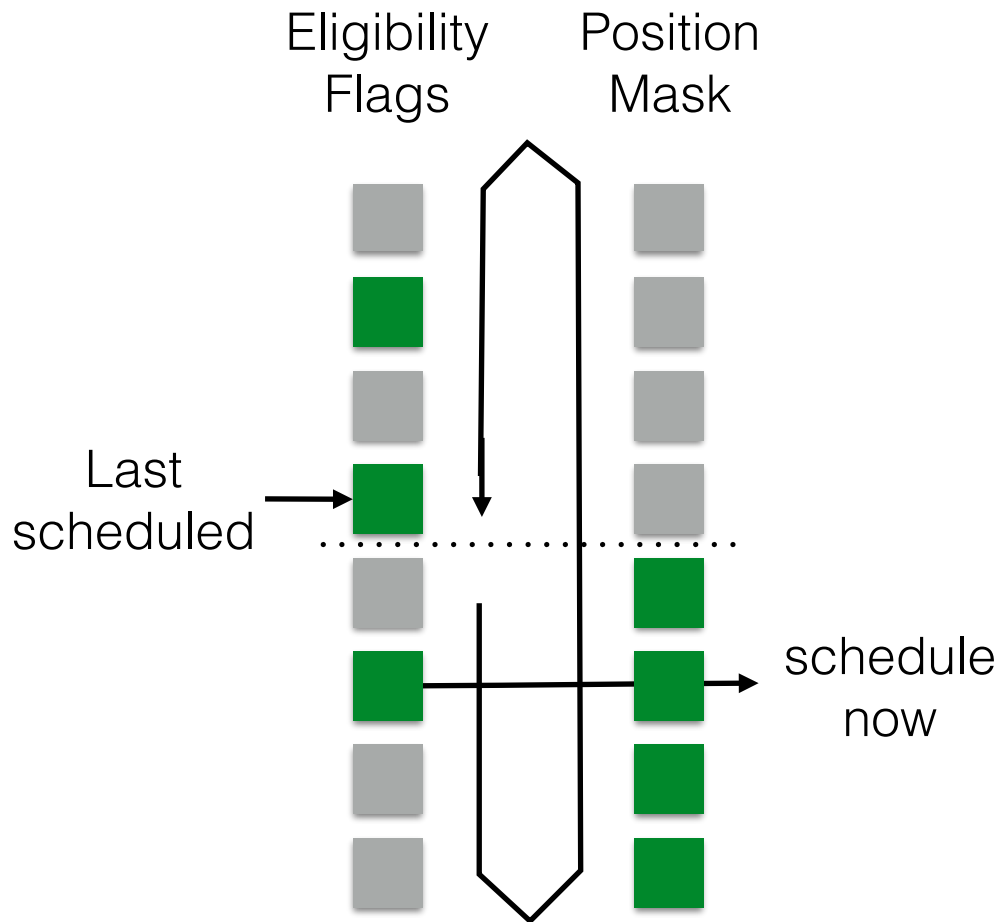 Eligibility
Flags
Position
Mask
Last
scheduled
schedule
now